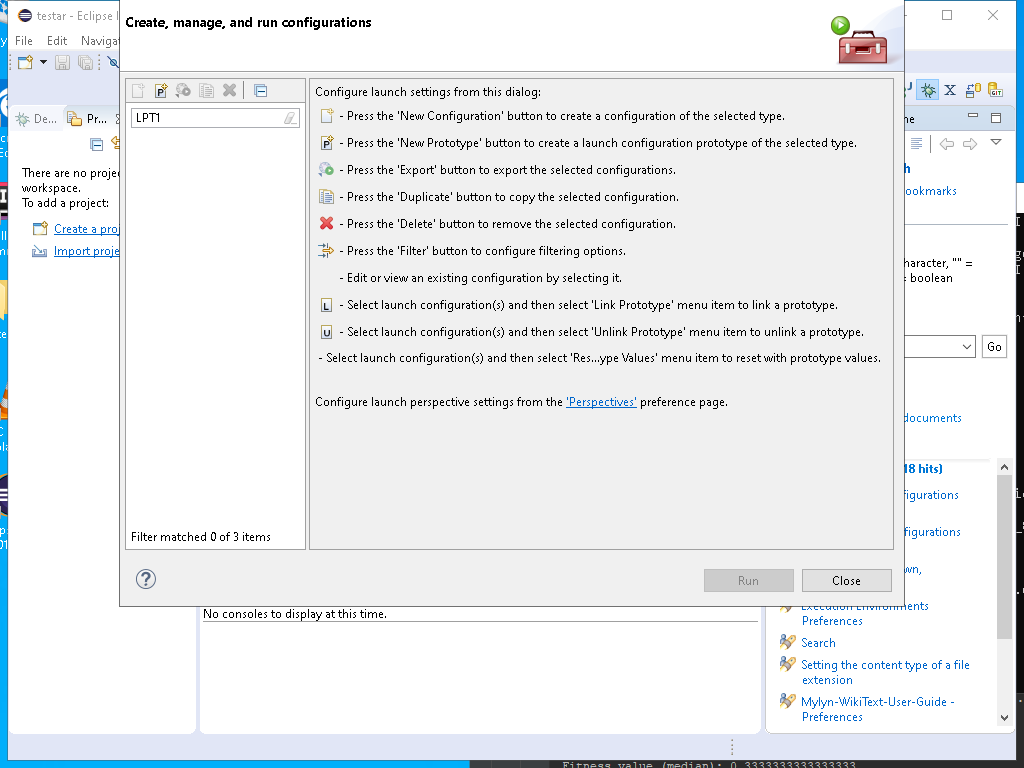 testar - Eclipse
Create, manage, and run configurations
File Edit Naviga
De...
Pr...
LPT1
Configure launch settings from this dialog:
- Press the 'New Configuration' button to create a configuration of the selected type.
- Press the 'New Prototype' button to create a launch configuration prototype of the selected type.
- Press the 'Export' button to export the selected configurations.
- Press the 'Duplicate' button to copy the selected configuration.
- Press the 'Delete' button to remove the selected configuration.
- Press the 'Filter' button to configure filtering options.
- Edit or view an existing configuration by selecting it.
L - Select launch configuration(s) and then select 'Link Prototype' menu item to link a prototype.
U - Select launch configuration(s) and then select 'Unlink Prototype' menu item to unlink a prototype.
- Select launch configuration(s) and then select 'Res...ype Values' menu item to reset with prototype values.
Configure launch perspective settings from the 'Perspectives' preference page.
Filter matched 0 of 3 items
Run
Close
There are no proje
workspace.
To add a project:
Create a proj
Import proje
No consoles to display at this time.
ne
h
ookmarks
haracter, "" =
= boolean
Go
documents
18 hits)
figurations
figurations
wn,
Execution Environments
Preferences
Search
Setting the content type of a file
extension
Mylyn-WikiText-User-Guide -
Preferences
Fitness value (median): 0.3333333333333333